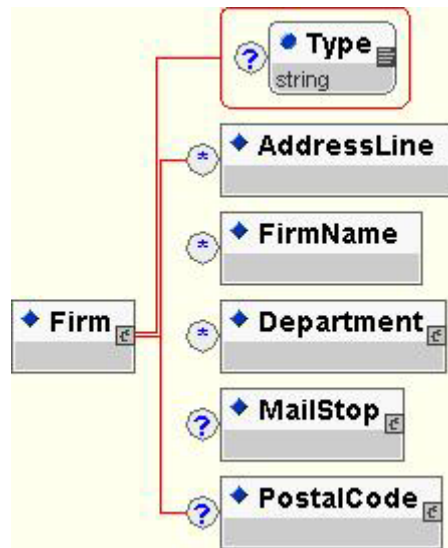 ? Type
string
* AddressLine
* FirmName
Firm
* Department
? MailStop
? PostalCode